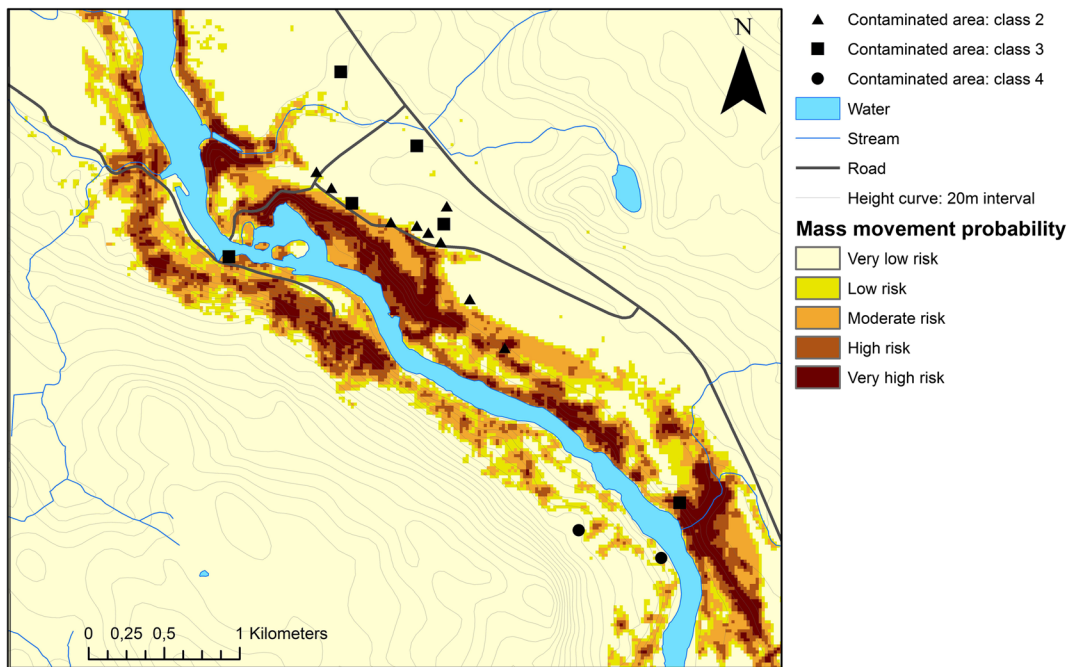 N
0 0,25 0,5 1 Kilometers
Contaminated area: class 2
Contaminated area: class 3
Contaminated area: class 4
Water
Stream
Road
Height curve: 20m interval
Mass movement probability
Very low risk
Low risk
Moderate risk
High risk
Very high risk